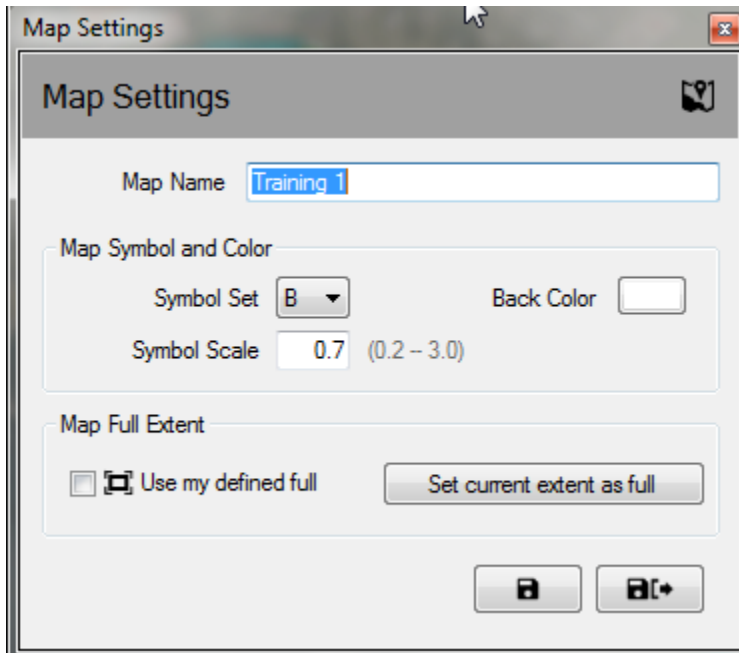 Map Settings
Map Settings
Map Name Training 1
Map Symbol and Color
Symbol Set B Back Color
Symbol Scale 0.7 (0.2 – 3.0)
Map Full Extent
Use my defined full Set current extent as full